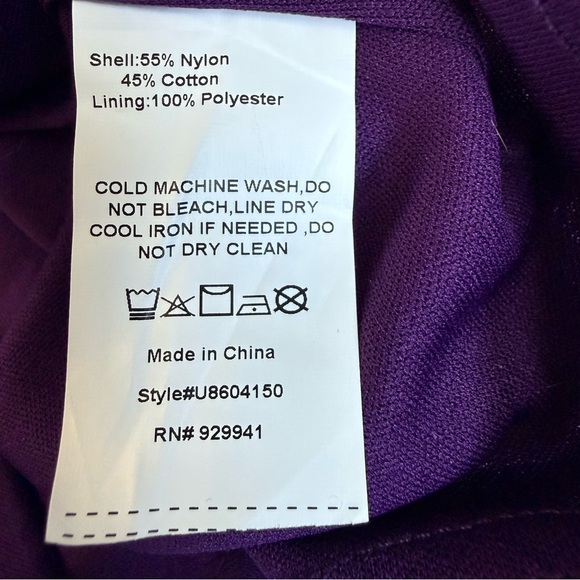 Shell:55% Nylon
45% Cotton
Lining:100% Polyester
COLD MACHINE WASH,DO
NOT BLEACH,LINE DRY
COOL IRON IF NEEDED ,DO
NOT DRY CLEAN
Made in China
Style#U8604150
RN# 929941